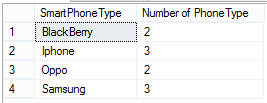 SmartPhoneType Number of PhoneType
1 BlackBerry 2
2 Iphone 3
3 Oppo 2
4 Samsung 3